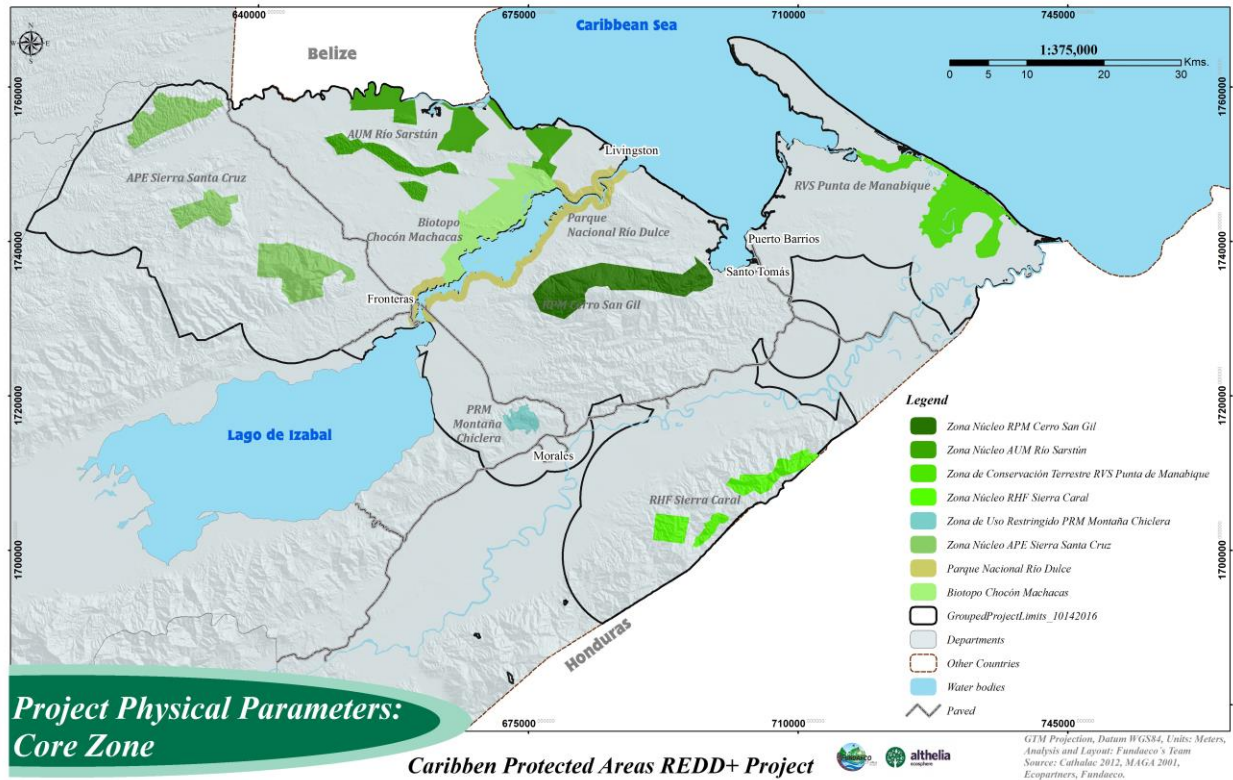 640000
675000
710000
745000
N
W
E
S
Caribbean Sea
Belize
1:375,000
Kms.
0 5 10 20 30
1760000
1760000
AUM Río Sarstún
Livingston
APE Sierra Santa Cruz
RVS Punta de Manabique
Biotopo
Chocón Machacas
Parque
Nacional Río Dulce
Puerto Barrios
1740000
1740000
Santo Tomás
Fronteras
RPM Cerro San Gil
1720000
1720000
PRM
Montaña
Chiclera
Lago de Izabal
Morales
RHF Sierra Caral
1700000
1700000
Honduras
Legend
Zona Núcleo RPM Cerro San Gil
Zona Núcleo AUM Río Sarstún
Zona de Conservación Terrestre RVS Punta de Manabique
Zona Núcleo RHF Sierra Caral
Zona de Uso Restringido PRM Montaña Chiclera
Zona Núcleo APE Sierra Santa Cruz
Parque Nacional Río Dulce
Biotopo Chocón Machacas
GroupedProjectLimits_10142016
Departments
Other Countries
Water bodies
Paved
Project Physical Parameters:
Core Zone
675000
710000
745000
Caribben Protected Areas REDD+ Project
FUNDAECO
althelia
ecosphere
GTM Projection, Datum WGS84, Units: Meters,
Analysis and Layout: Fundaeco's Team
Source: Cathalac 2012, MAGA 2001,
Ecopartners, Fundaeco.